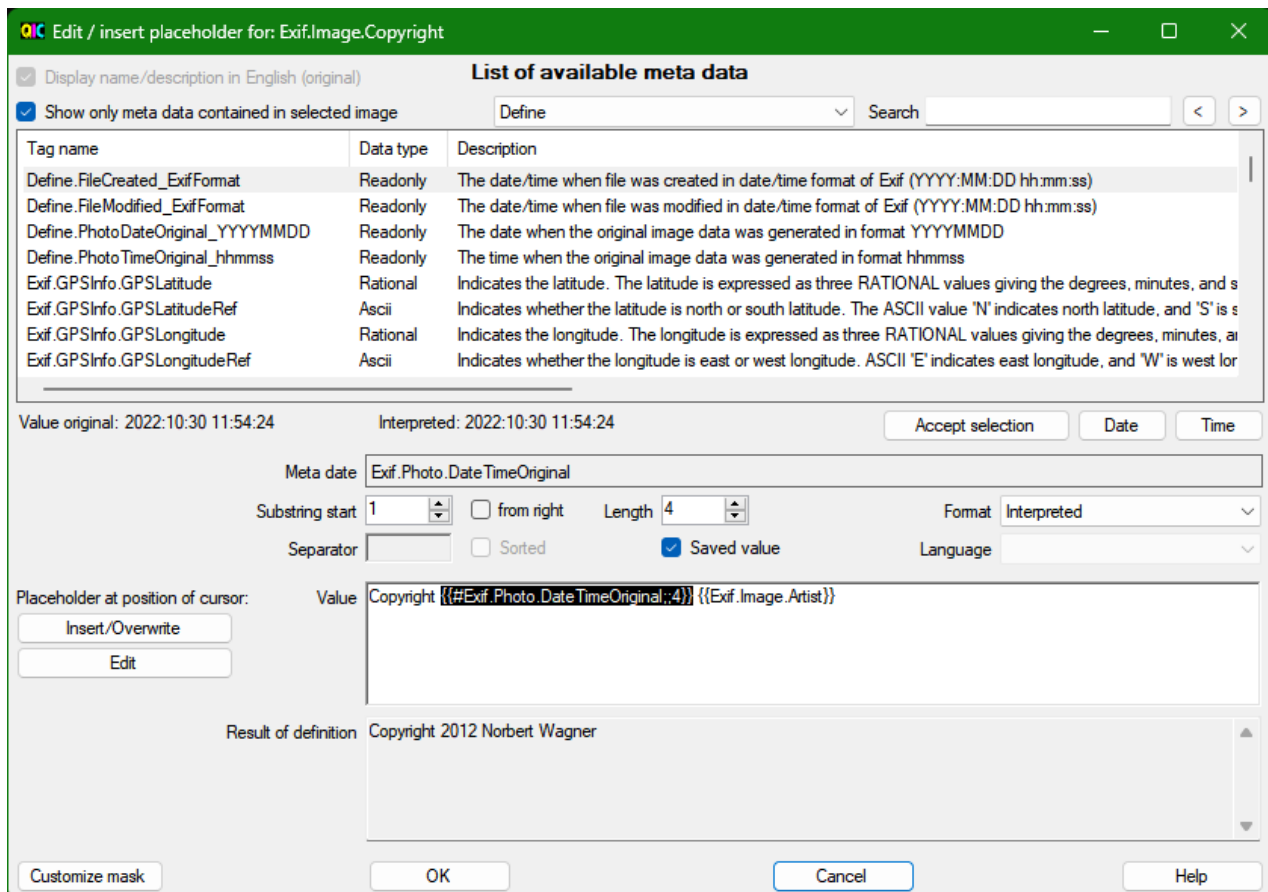 QIC Edit / insert placeholder for: Exif.Image.Copyright
Display name/description in English (original) List of available meta data
Show only meta data contained in selected image Define Search < >
Tag name Data type Description
Define.FileCreated_ExifFormat Readonly The date/time when file was created in date/time format of Exif (YYYY:MM:DD hh:mm:ss)
Define.FileModified_ExifFormat Readonly The date/time when file was modified in date/time format of Exif (YYYY:MM:DD hh:mm:ss)
Define.PhotoDateOriginal_YYYYMMDD Readonly The date when the original image data was generated in format YYYYMMDD
Define.PhotoTimeOriginal_hhmmss Readonly The time when the original image data was generated in format hhmmss
Exif.GPSInfo.GPSLatitude Rational Indicates the latitude. The latitude is expressed as three RATIONAL values giving the degrees, minutes, and s
Exif.GPSInfo.GPSLatitudeRef Ascii Indicates whether the latitude is north or south latitude. The ASCII value 'N' indicates north latitude, and 'S' is s
Exif.GPSInfo.GPSLongitude Rational Indicates the longitude. The longitude is expressed as three RATIONAL values giving the degrees, minutes, a
Exif.GPSInfo.GPSLongitudeRef Ascii Indicates whether the longitude is east or west longitude. ASCII 'E' indicates east longitude, and 'W' is west lor
Value original: 2022:10:30 11:54:24 Interpreted: 2022:10:30 11:54:24 Accept selection Date Time
Meta date Exif.Photo.DateTimeOriginal
Substring start 1 from right Length 4 Format Interpreted
Separator Sorted Saved value Language
Placeholder at position of cursor: Value Copyright {{#Exif.Photo.DateTimeOriginal;;4}} {{Exif.Image.Artist}}
Insert/Overwrite
Edit
Result of definition Copyright 2012 Norbert Wagner
Customize mask OK Cancel Help